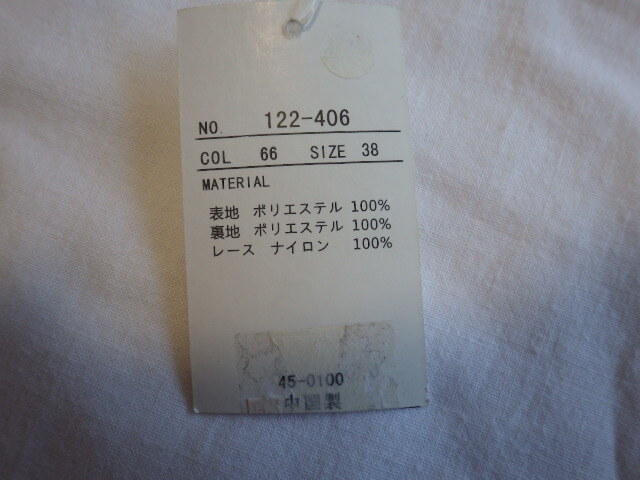 NO. 122-406
COL 66 SIZE 38
MATERIAL
表地 ポリエステル 100%
裏地 ポリエステル 100%
レース ナイロン 100%
45-0100
中国製